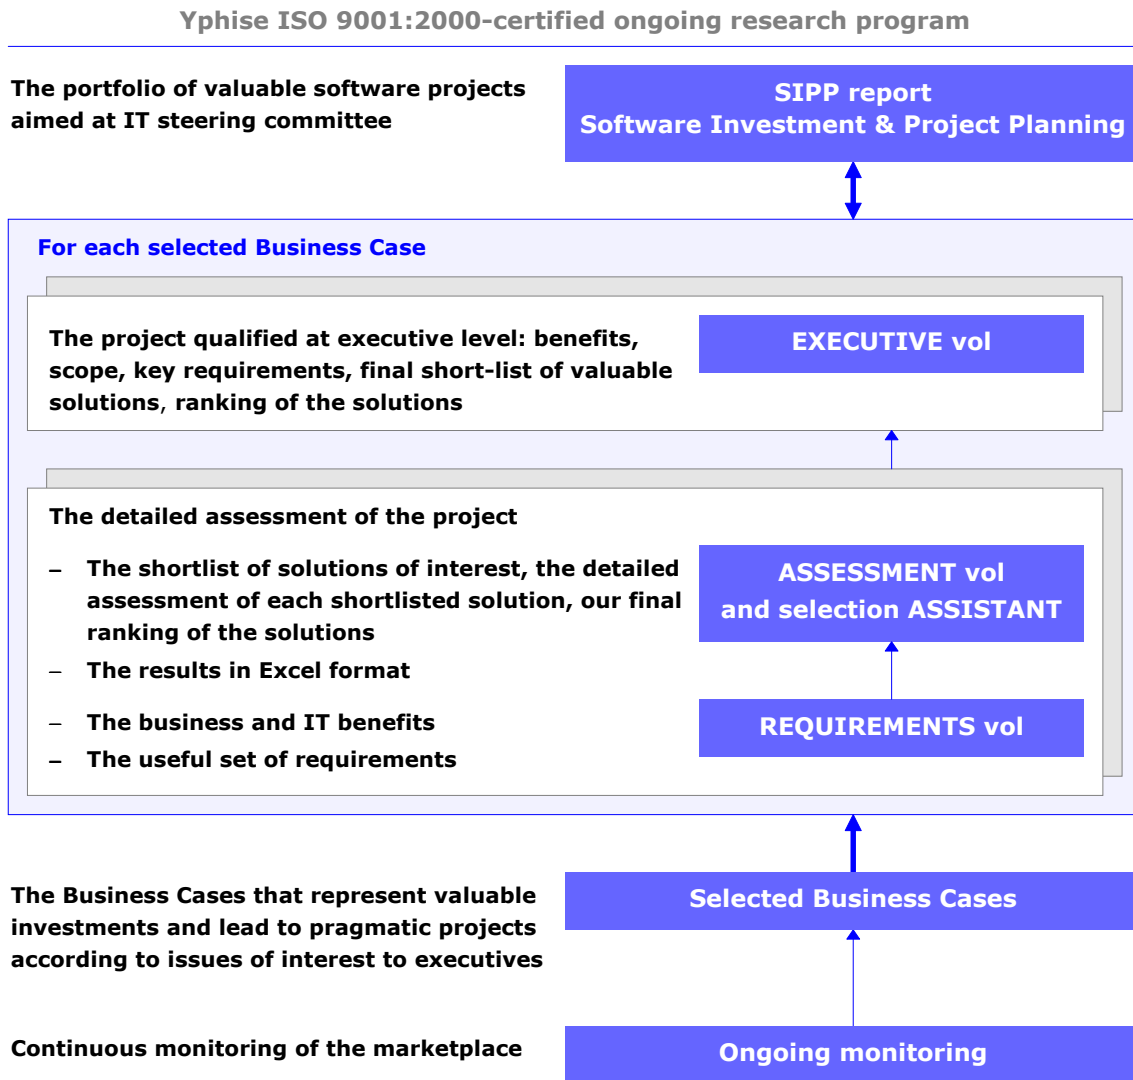 Yphise ISO 9001:2000-certified ongoing research program
The portfolio of valuable software projects
aimed at IT steering committee
SIPP report
Software Investment & Project Planning
For each selected Business Case
The project qualified at executive level: benefits,
scope, key requirements, final short-list of valuable
solutions, ranking of the solutions
EXECUTIVE vol
The detailed assessment of the project
– The shortlist of solutions of interest, the detailed
assessment of each shortlisted solution, our final
ranking of the solutions
– The results in Excel format
ASSESSMENT vol
and selection ASSISTANT
– The business and IT benefits
– The useful set of requirements
REQUIREMENTS vol
The Business Cases that represent valuable
investments and lead to pragmatic projects
according to issues of interest to executives
Selected Business Cases
Continuous monitoring of the marketplace
Ongoing monitoring